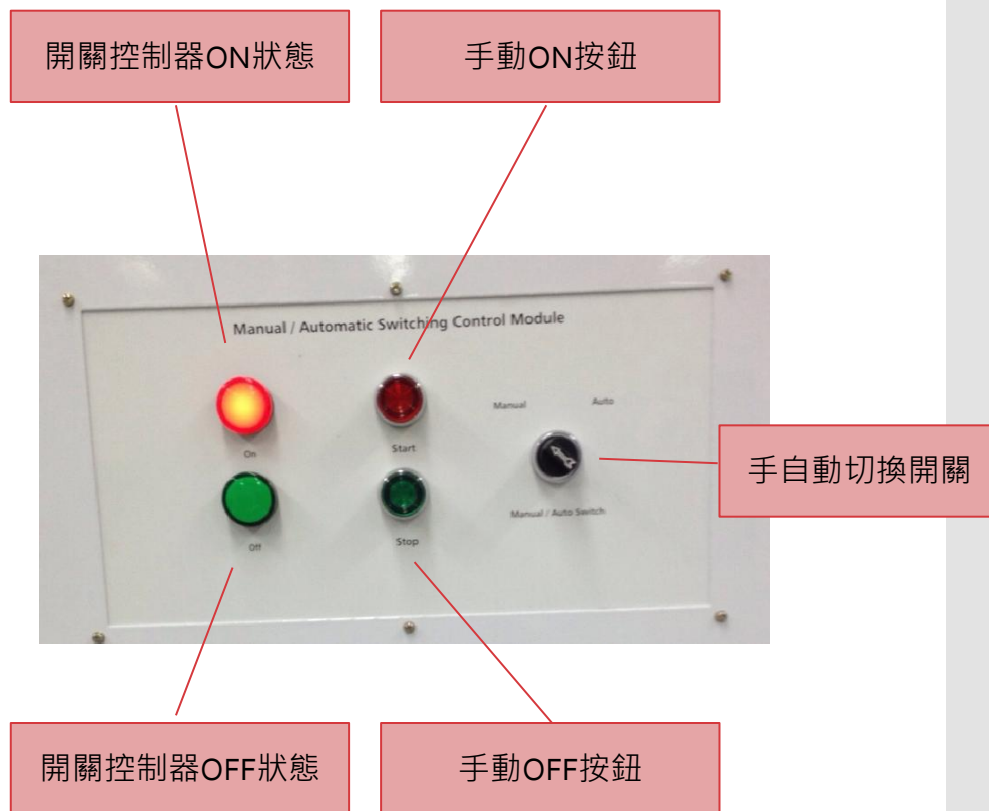 開關控制器ON狀態
手動ON按鈕
Manual / Automatic Switching Control Module
Manual
Auto
On
Start
手自動切換開關
Manual / Auto Switch
Off
Stop
開關控制器OFF狀態
手動OFF按鈕